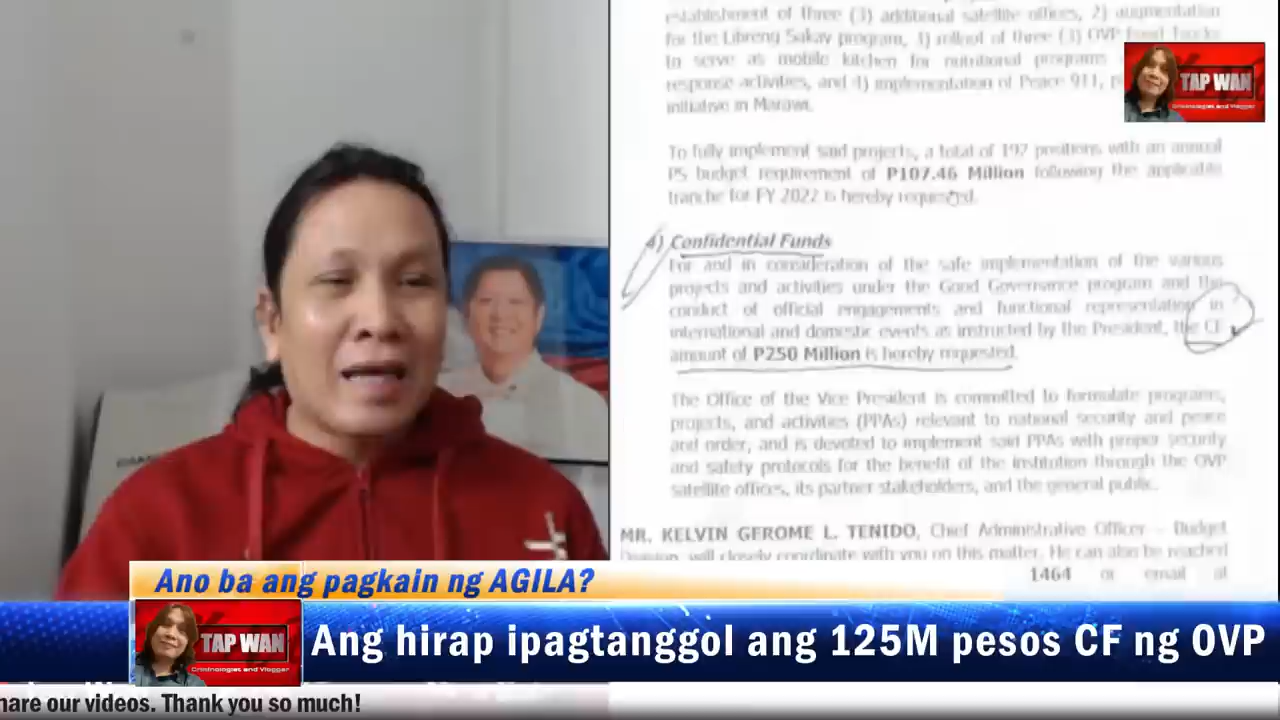 establishment of three (3) additional satellite offices, 2) augmentation
for the Libreng Sakay program, 3) rollout of three (3) OVP Food Trucks
to serve as mobile kitchen for nutritional programs
response activities, and 4) implementation of Peace 911,
initiative in Marawi.
TAP WAN
Criminologist and Vlogger
To fully implement said projects, a total of 197 positions with an annual
PS budget requirement of P107.46 Million following the applicable
tranche for FY 2022 is hereby requested.
4) Confidential Funds
For and in consideration of the safe implementation of the various
projects and activities under the Good Governance program and the
conduct of official engagements and functional representation in
international and domestic events as instructed by the President, the CF
amount of P250 Million is hereby requested.
The Office of the Vice President is committed to formulate programs,
projects, and activities (PPAs) relevant to national security and peace
and order, and is devoted to implement said PPAs with proper security
and safety protocols for the benefit of the institution through the OVP
satellite offices, its partner stakeholders, and the general public.
MR. KELVIN GEROME L. TENIDO, Chief Administrative Officer – Budget
Division, will closely coordinate with you on this matter. He can also be reached
1464 or email at
Ano ba ang pagkain ng AGILA?
TAP WAN
Criminologist and Vlogger
Ang hirap ipagtanggol ang 125M pesos CF ng OVP
hare our videos. Thank you so much!